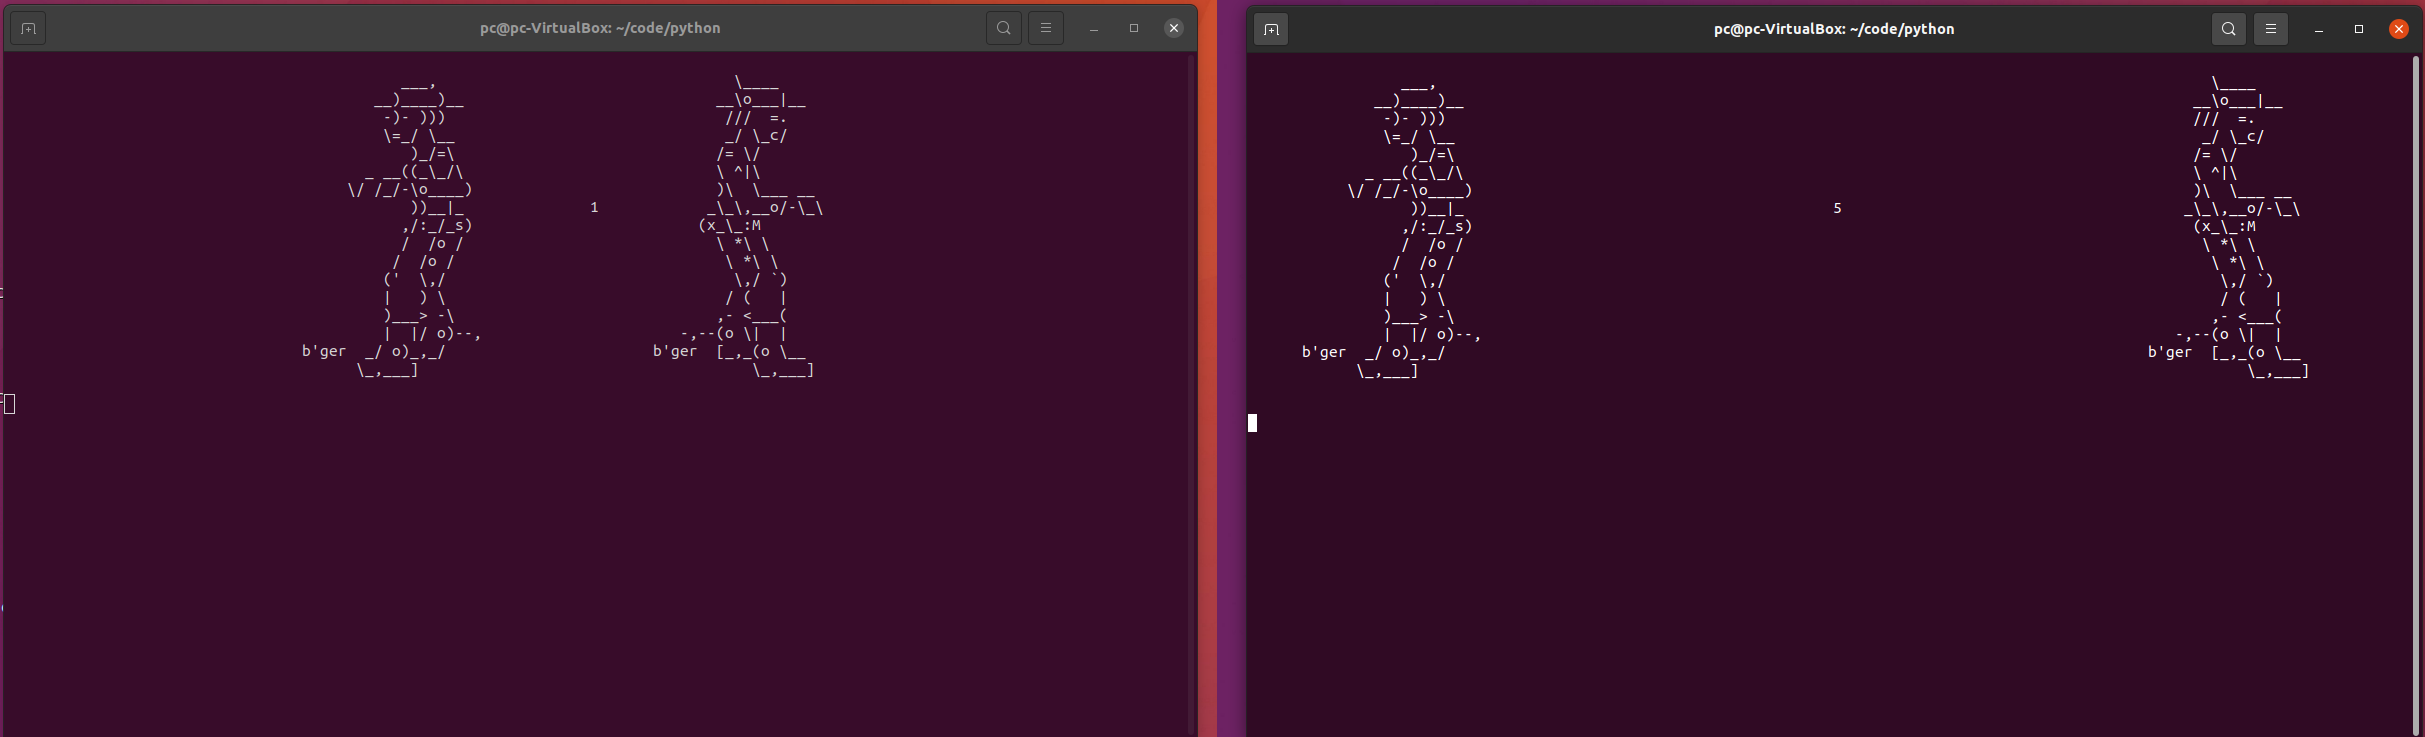 pc@pc-VirtualBox: ~/code/python
           ___,                                 \____
        __)____)__                            __\o___|__
         -)- )))                               ///  =.
         \=_/ \__                              _/ \_c/
            )_/=\                             /= \/
       _ __((_\_/\                            \ ^|\
     \/ /_/-\o____)                           )\  \___ __
            ))__|_              1            _\_\,__o/-\_\
           ,/:_/_s)                         (x_\_:M
           /  /o /                            \ *\ \
          /  /o /                              \ *\ \
         ('  \,/                                \,/ `)
         |   ) \                               / (   |
         )___> -\                             ,- <___(
         |  |/ o)--,                      -,--(o \|  |
b'ger  _/ o)_,_/                       b'ger  [_,_(o \__
      \_,___]                                     \_,___]
pc@pc-VirtualBox: ~/code/python
           ___,                                                                                      \____
        __)____)__                                                                                 __\o___|__
         -)- )))                                                                                   ///  =.
         \=_/ \__                                                                                   _/ \_c/
            )_/=\                                                                                  /= \/
       _ __((_\_/\                                                                                 \ ^|\
     \/ /_/-\o____)                                                                                )\  \___ __
            ))__|_                                         5                                      _\_\,__o/-\_\
           ,/:_/_s)                                                                                (x_\_:M
           /  /o /                                                                                  \ *\ \
          /  /o /                                                                                    \ *\ \
         ('  \,/                                                                                      \,/ `)
         |   ) \                                                                                      / (   |
         )___> -\                                                                                    ,- <___(
         |  |/ o)--,                                                                             -,--(o \|  |
b'ger  _/ o)_,_/                                                                              b'ger  [_,_(o \__
      \_,___]                                                                                            \_,___]